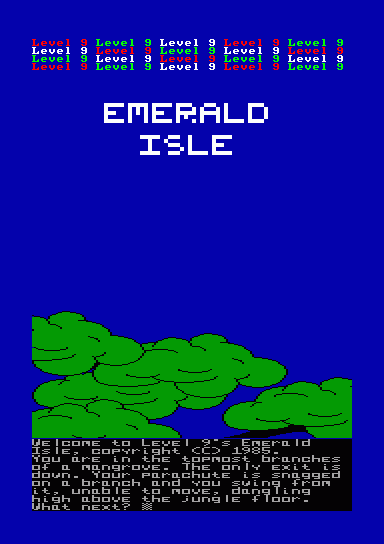 Level 9 Level 9 Level 9 Level 9 Level 9
Level 9 Level 9 Level 9 Level 9 Level 9
Level 9 Level 9 Level 9 Level 9 Level 9
Level 9 Level 9 Level 9 Level 9 Level 9
EMERALD
ISLE
Welcome to Level 9's Emerald
Isle, copyright (C) 1985.
You are in the topmost branches
of a mangrove. The only exit is
down. Your parachute is snagged
on a branch and you swing from
it, unable to move, dangling
high above the jungle floor.
What next?